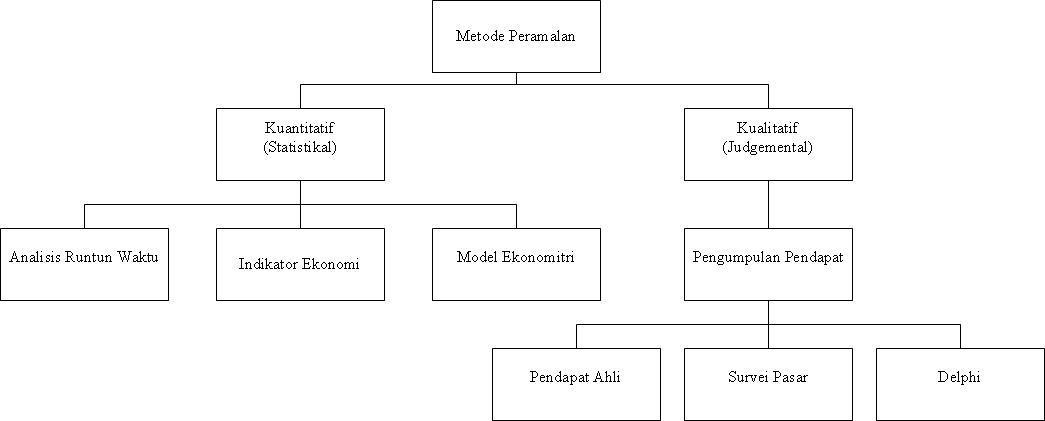 Metode Peramalan
Kuantitatif
(Statistikal)
Kualitatif
(Judgemental)
Analisis Runtun Waktu
Indikator Ekonomi
Model Ekonomitri
Pengumpulan Pendapat
Pendapat Ahli
Survei Pasar
Delphi